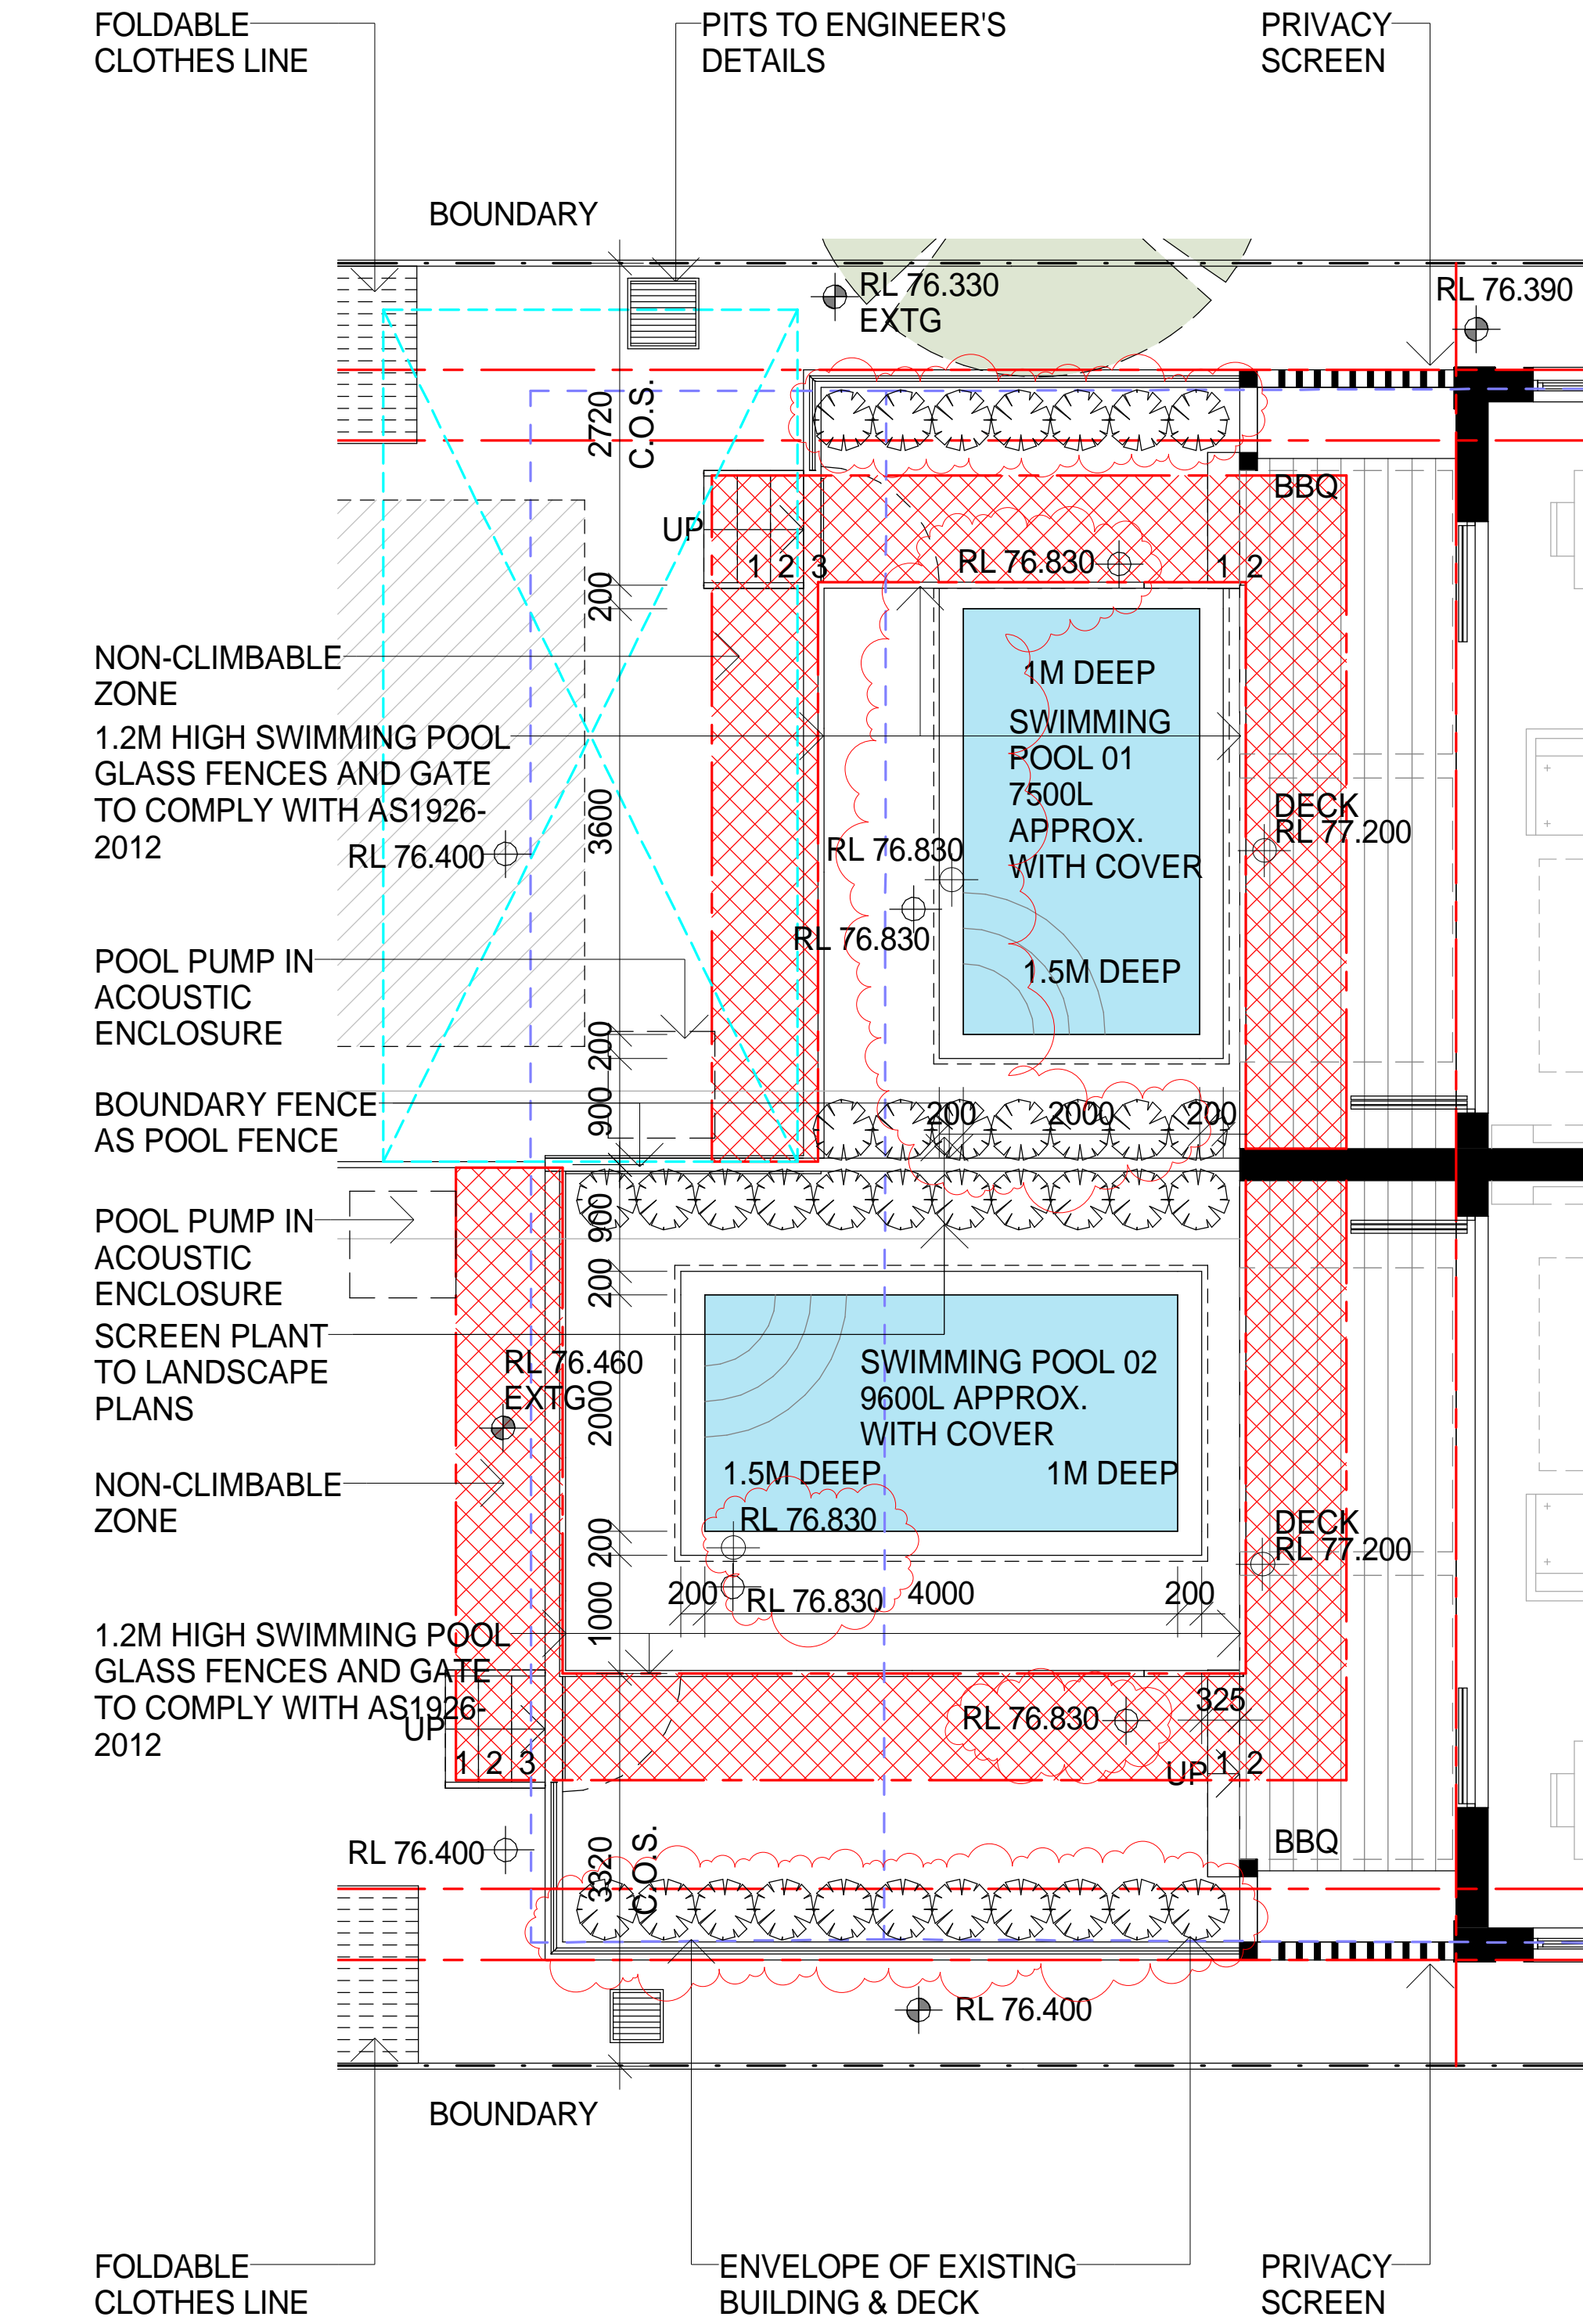 FOLDABLE
CLOTHES LINE
PITS TO ENGINEER'S
DETAILS
PRIVACY
SCREEN
BOUNDARY
RL 76.330
EXTG
RL 76.390
2720
C.O.S.
BBQ
UP
1 2 3
RL 76.830
1 2
200
NON-CLIMBABLE
ZONE
1M DEEP
1.2M HIGH SWIMMING POOL
GLASS FENCES AND GATE
TO COMPLY WITH AS1926-
2012
SWIMMING
POOL 01
7500L
APPROX.
WITH COVER
3600
DECK
RL 77.200
RL 76.400
RL 76.830
RL 76.830
POOL PUMP IN
ACOUSTIC
ENCLOSURE
1.5M DEEP
200
900
BOUNDARY FENCE
AS POOL FENCE
200
2000
200
900
POOL PUMP IN
ACOUSTIC
ENCLOSURE
200
SCREEN PLANT
TO LANDSCAPE
PLANS
RL 76.460
EXTG
2000
SWIMMING POOL 02
9600L APPROX.
WITH COVER
1.5M DEEP
1M DEEP
NON-CLIMBABLE
ZONE
RL 76.830
DECK
RL 77.200
200
200
RL 76.830
4000
200
1000
1.2M HIGH SWIMMING POOL
GLASS FENCES AND GATE
TO COMPLY WITH AS1926-
2012
325
RL 76.830
UP
1 2 3
UP
1 2
BBQ
RL 76.400
3320
C.O.S.
RL 76.400
BOUNDARY
FOLDABLE
CLOTHES LINE
ENVELOPE OF EXISTING
BUILDING & DECK
PRIVACY
SCREEN